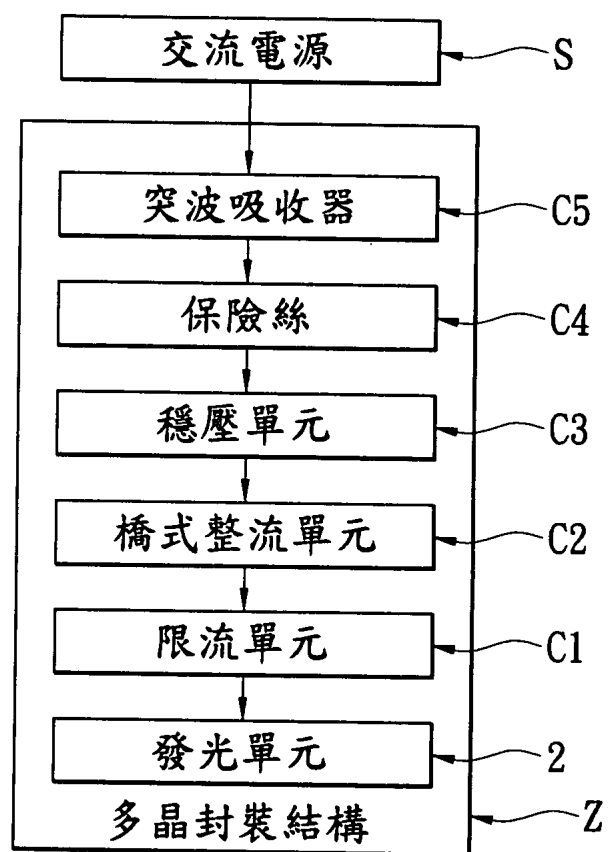 交流電源
S
突波吸收器
C5
保險絲
C4
穩壓單元
C3
橋式整流單元
C2
限流單元
C1
發光單元
2
多晶封裝結構
Z